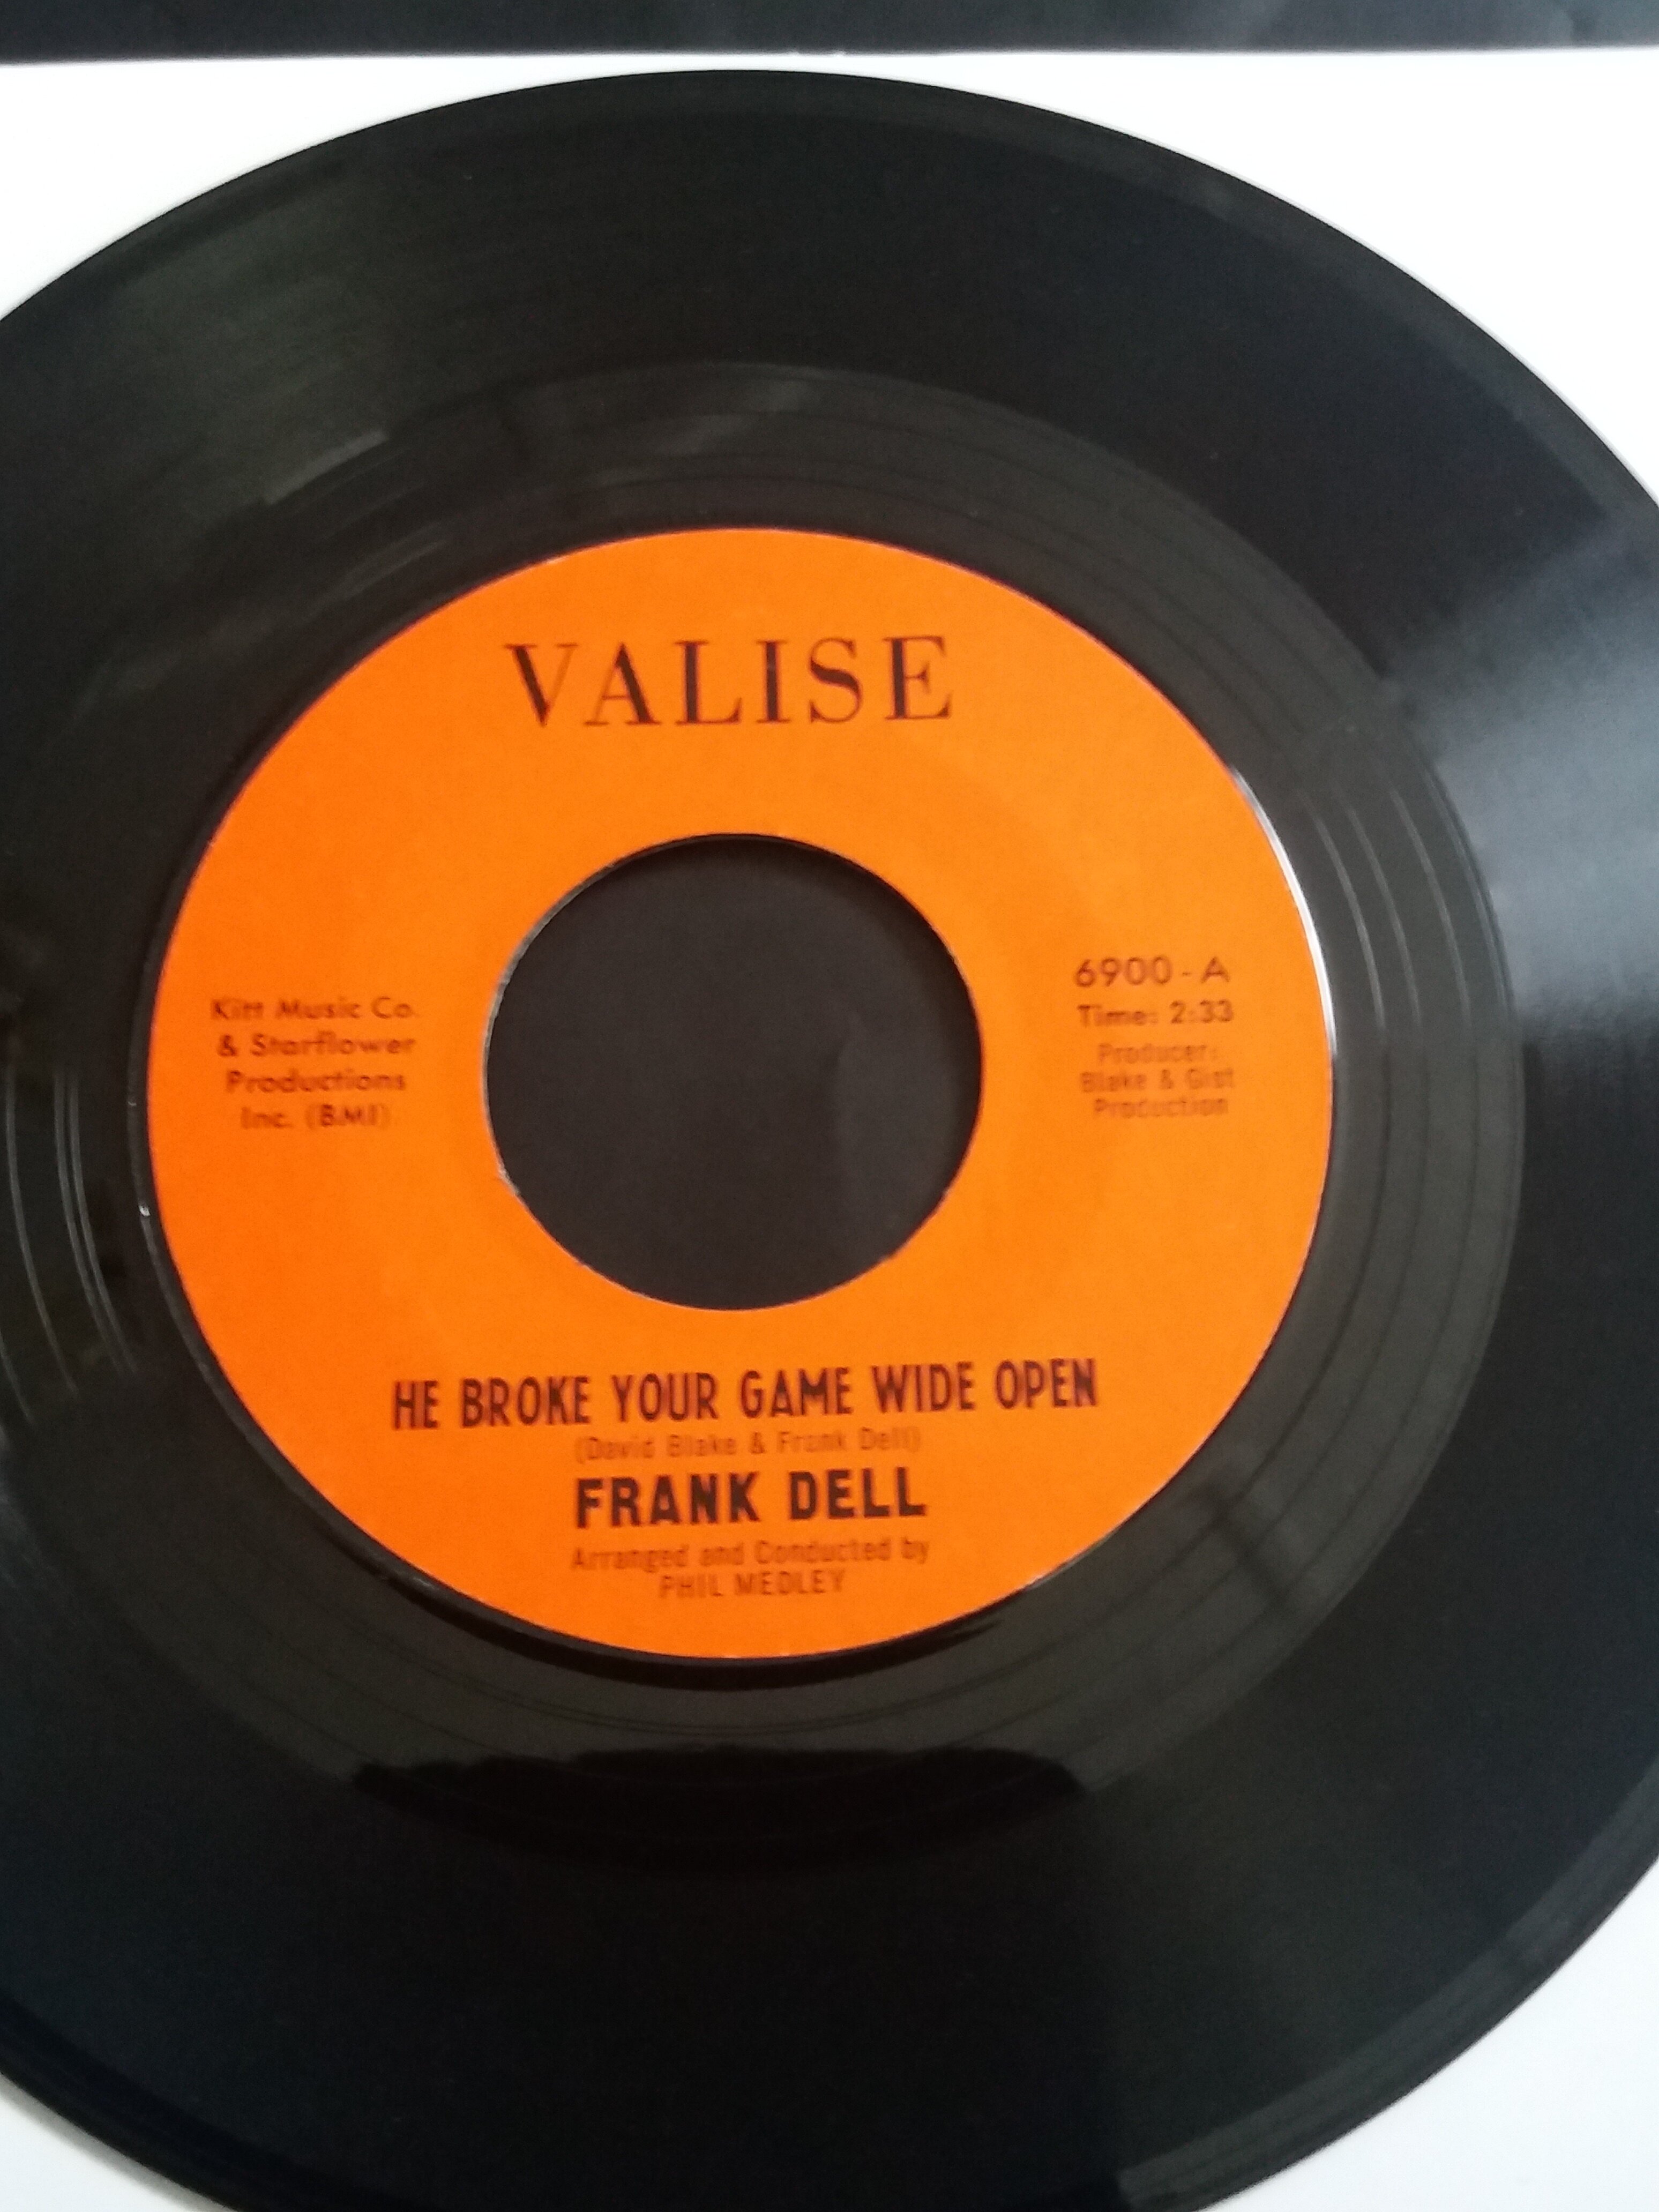 VALISE
Kitt Music Co.
& Starflower
Productions
Inc. (BMI)
6900-A
Time: 2:33
Producer:
Blake & Gist
Production
HE BROKE YOUR GAME WIDE OPEN
(David Blake & Frank Dell)
FRANK DELL
Arranged and Conducted by
PHIL MEDLEY